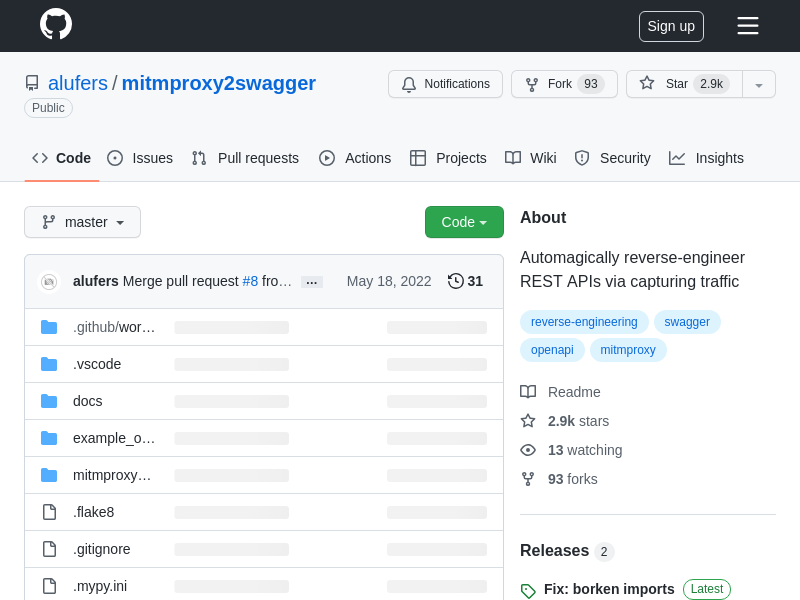 Sign up
alufers / mitmproxy2swagger
Public
Notifications
Fork 93
Star 2.9k
Code
Issues
Pull requests
Actions
Projects
Wiki
Security
Insights
master
Code
alufers Merge pull request #8 fro… ... May 18, 2022 31
.github/wor…
.vscode
docs
example_o…
mitmproxy…
.flake8
.gitignore
.mypy.ini
About
Automagically reverse-engineer
REST APIs via capturing traffic
reverse-engineering swagger
openapi mitmproxy
Readme
2.9k stars
13 watching
93 forks
Releases 2
Fix: borken imports Latest